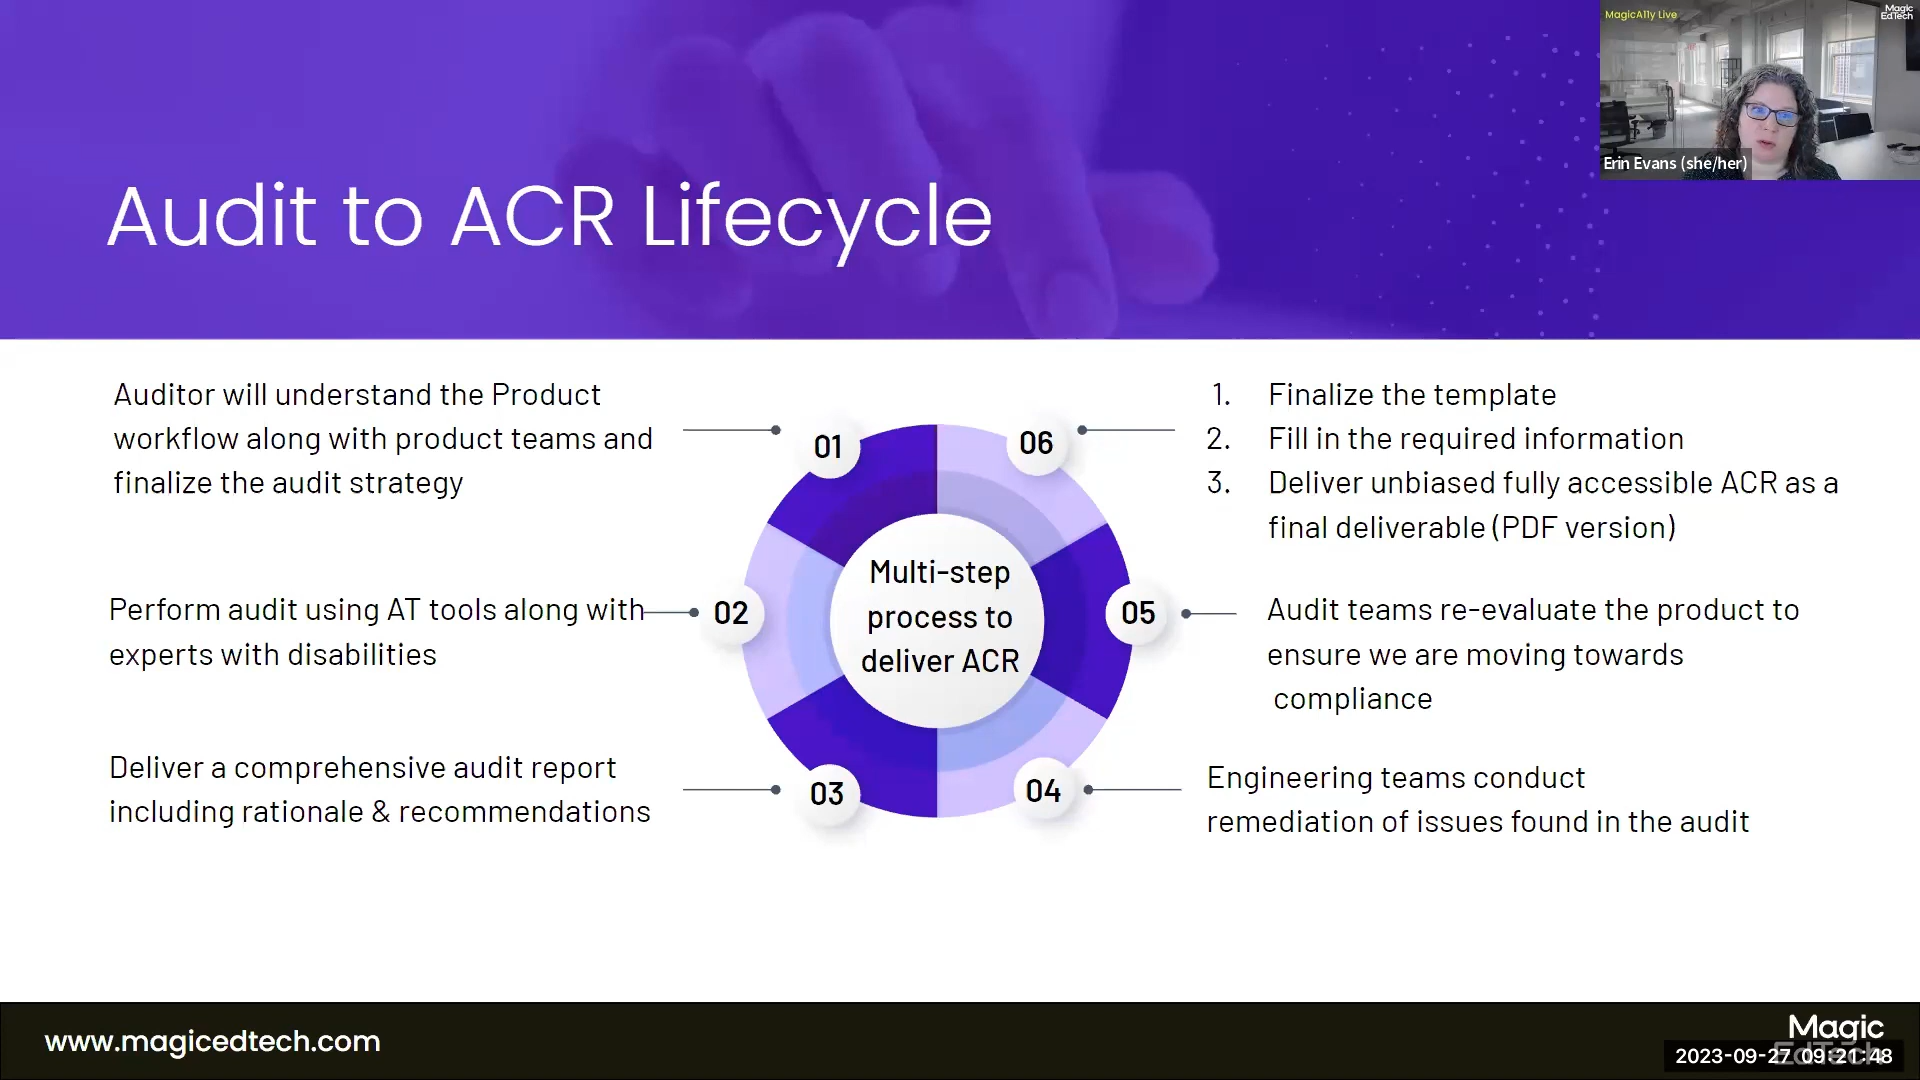 MagicA11y Live
Magic
EdTech
Erin Evans (she/her)
Audit to ACR Lifecycle
Auditor will understand the Product
workflow along with product teams and
finalize the audit strategy
01
Perform audit using AT tools along with
experts with disabilities
02
Deliver a comprehensive audit report
including rationale & recommendations
03
Multi-step
process to
deliver ACR
06
1. Finalize the template
2. Fill in the required information
3. Deliver unbiased fully accessible ACR as a
final deliverable (PDF version)
05
Audit teams re-evaluate the product to
ensure we are moving towards
compliance
04
Engineering teams conduct
remediation of issues found in the audit
www.magicedtech.com
Magic
EdTech
2023-09-27 09:21:48